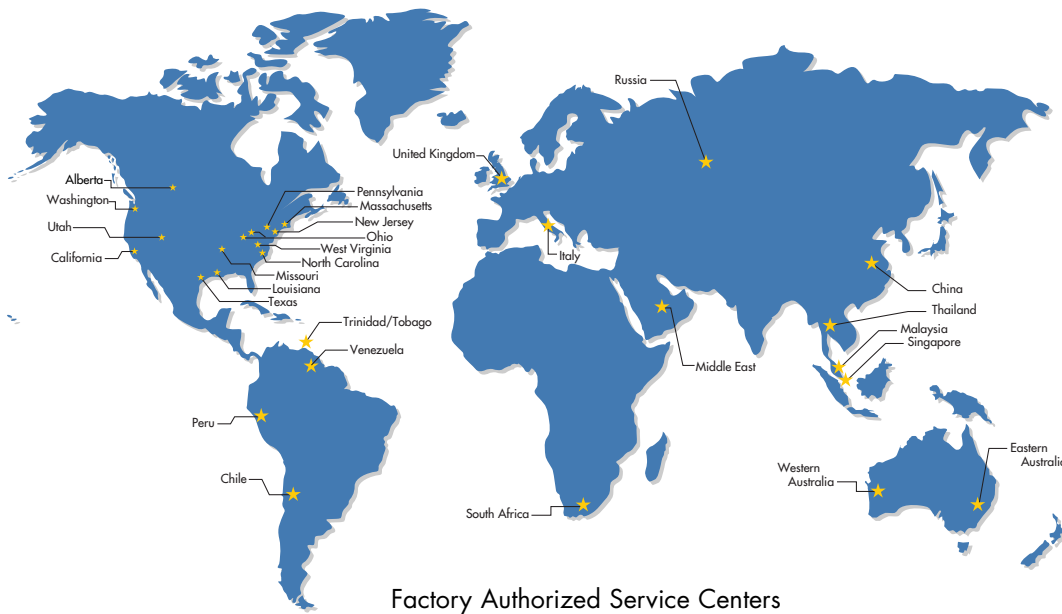 Russia
United Kingdom
Alberta
Washington
Utah
California
Pennsylvania
Massachusetts
New Jersey
Ohio
West Virginia
North Carolina
Missouri
Louisiana
Texas
Italy
China
Thailand
Malaysia
Singapore
Trinidad/Tobago
Venezuela
Middle East
Peru
Chile
South Africa
Western
Australia
Eastern
Australia
Factory Authorized Service Centers